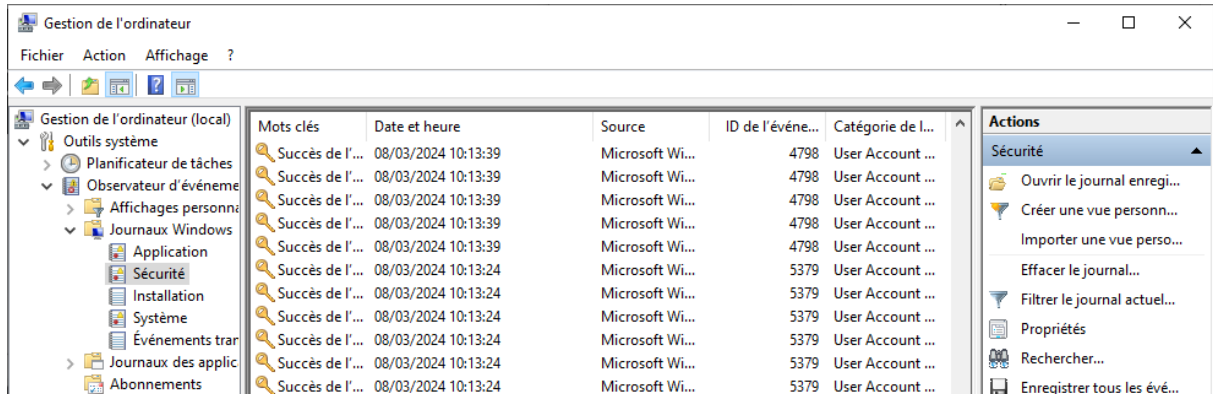 Gestion de l'ordinateur
Fichier Action Affichage ?
Gestion de l'ordinateur (local)
Outils système
Planificateur de tâches
Observateur d'événeme
Affichages personna
Journaux Windows
Application
Sécurité
Installation
Système
Événements tran
Journaux des applic
Abonnements
Mots clés Date et heure Source ID de l'événe... Catégorie de l...
Succès de l'... 08/03/2024 10:13:39 Microsoft Wi... 4798 User Account ...
Succès de l'... 08/03/2024 10:13:39 Microsoft Wi... 4798 User Account ...
Succès de l'... 08/03/2024 10:13:39 Microsoft Wi... 4798 User Account ...
Succès de l'... 08/03/2024 10:13:39 Microsoft Wi... 4798 User Account ...
Succès de l'... 08/03/2024 10:13:39 Microsoft Wi... 4798 User Account ...
Succès de l'... 08/03/2024 10:13:24 Microsoft Wi... 5379 User Account ...
Succès de l'... 08/03/2024 10:13:24 Microsoft Wi... 5379 User Account ...
Succès de l'... 08/03/2024 10:13:24 Microsoft Wi... 5379 User Account ...
Succès de l'... 08/03/2024 10:13:24 Microsoft Wi... 5379 User Account ...
Succès de l'... 08/03/2024 10:13:24 Microsoft Wi... 5379 User Account ...
Succès de l'... 08/03/2024 10:13:24 Microsoft Wi... 5379 User Account ...
Actions
Sécurité
Ouvrir le journal enregi...
Créer une vue personn...
Importer une vue perso...
Effacer le journal...
Filtrer le journal actuel...
Propriétés
Rechercher...
Enregistrer tous les évé...